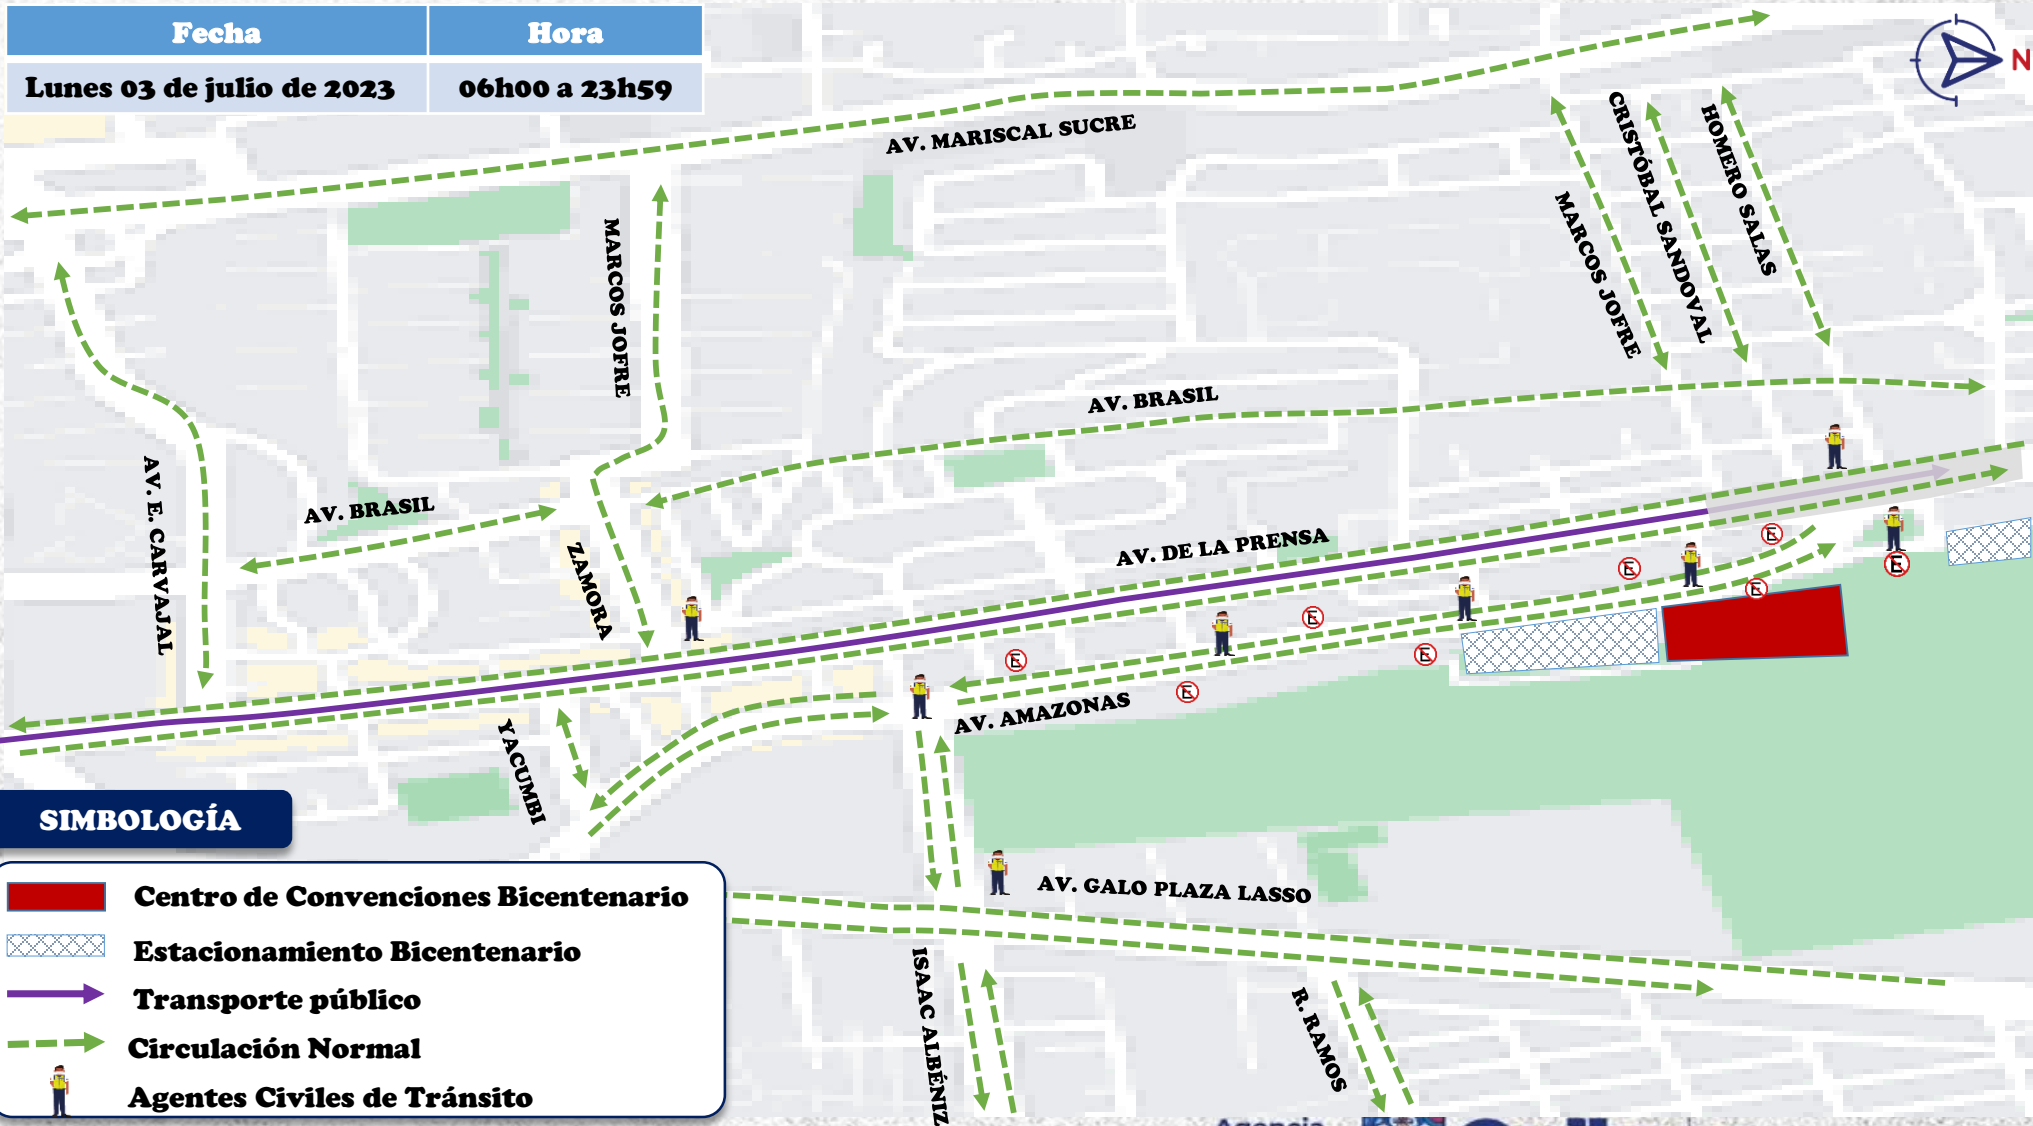 Fecha
Hora
Lunes 03 de julio de 2023
06h00 a 23h59
N
AV. MARISCAL SUCRE
CRISTÓBAL SANDOVAL
HOMERO SALAS
MARCOS JOFRE
MARCOS JOFRE
AV. BRASIL
AV. E. CARVAJAL
AV. BRASIL
ZAMORA
AV. DE LA PRENSA
E
E
E
E
E
E
E
E
AV. AMAZONAS
YACUMBI
AV. GALO PLAZA LASSO
ISAAC ALBÉNIZ
R. RAMOS
SIMBOLOGÍA
Centro de Convenciones Bicentenario
Estacionamiento Bicentenario
Transporte público
Circulación Normal
Agentes Civiles de Tránsito
Agencia